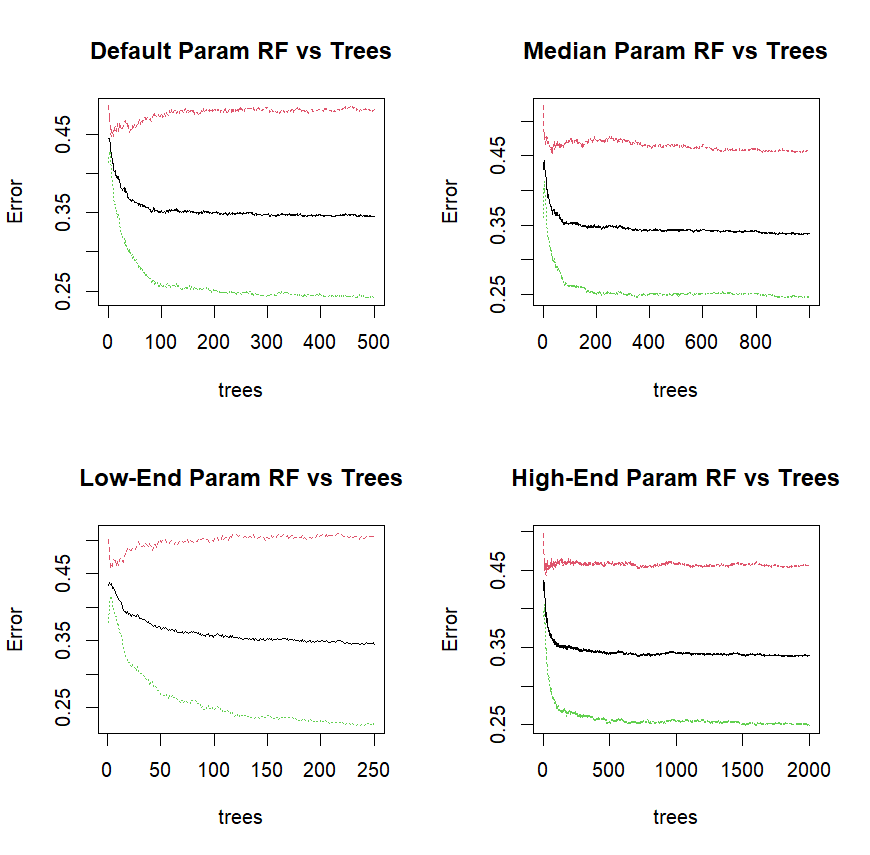 Default Param RF vs Trees
Error
0.45
0.35
0.25
0 100 200 300 400 500
trees
Median Param RF vs Trees
Error
0.45
0.35
0.25
0 200 400 600 800
trees
Low-End Param RF vs Trees
Error
0.45
0.35
0.25
0 50 100 150 200 250
trees
High-End Param RF vs Trees
Error
0.45
0.35
0.25
0 500 1000 1500 2000
trees